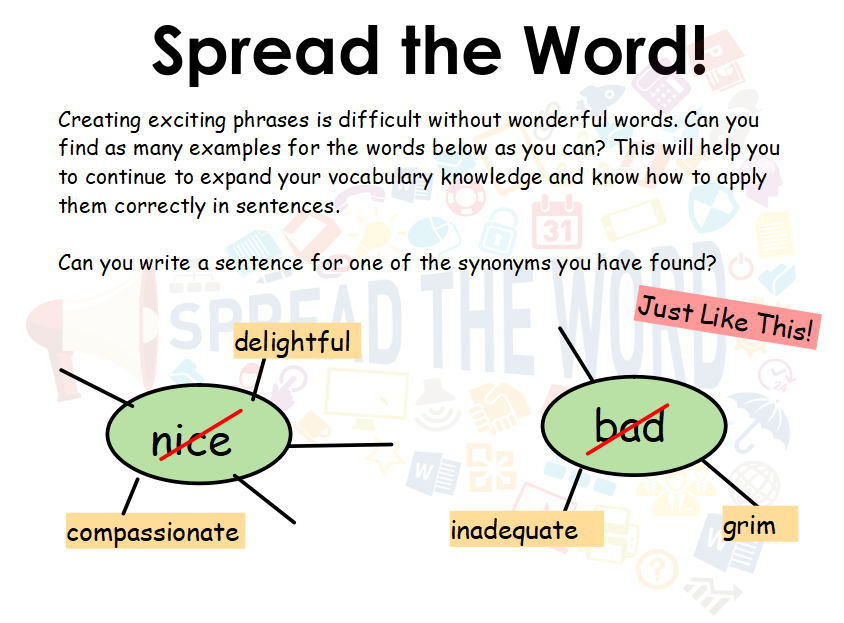 Spread the Word!
Creating exciting phrases is difficult without wonderful words. Can you
find as many examples for the words below as you can? This will help you
to continue to expand your vocabulary knowledge and know how to apply
them correctly in sentences.
Can you write a sentence for one of the synonyms you have found?
SPREAD THE WORD
31
Just Like This!
delightful
nice
bad
24
W
compassionate
inadequate
grim
W
?